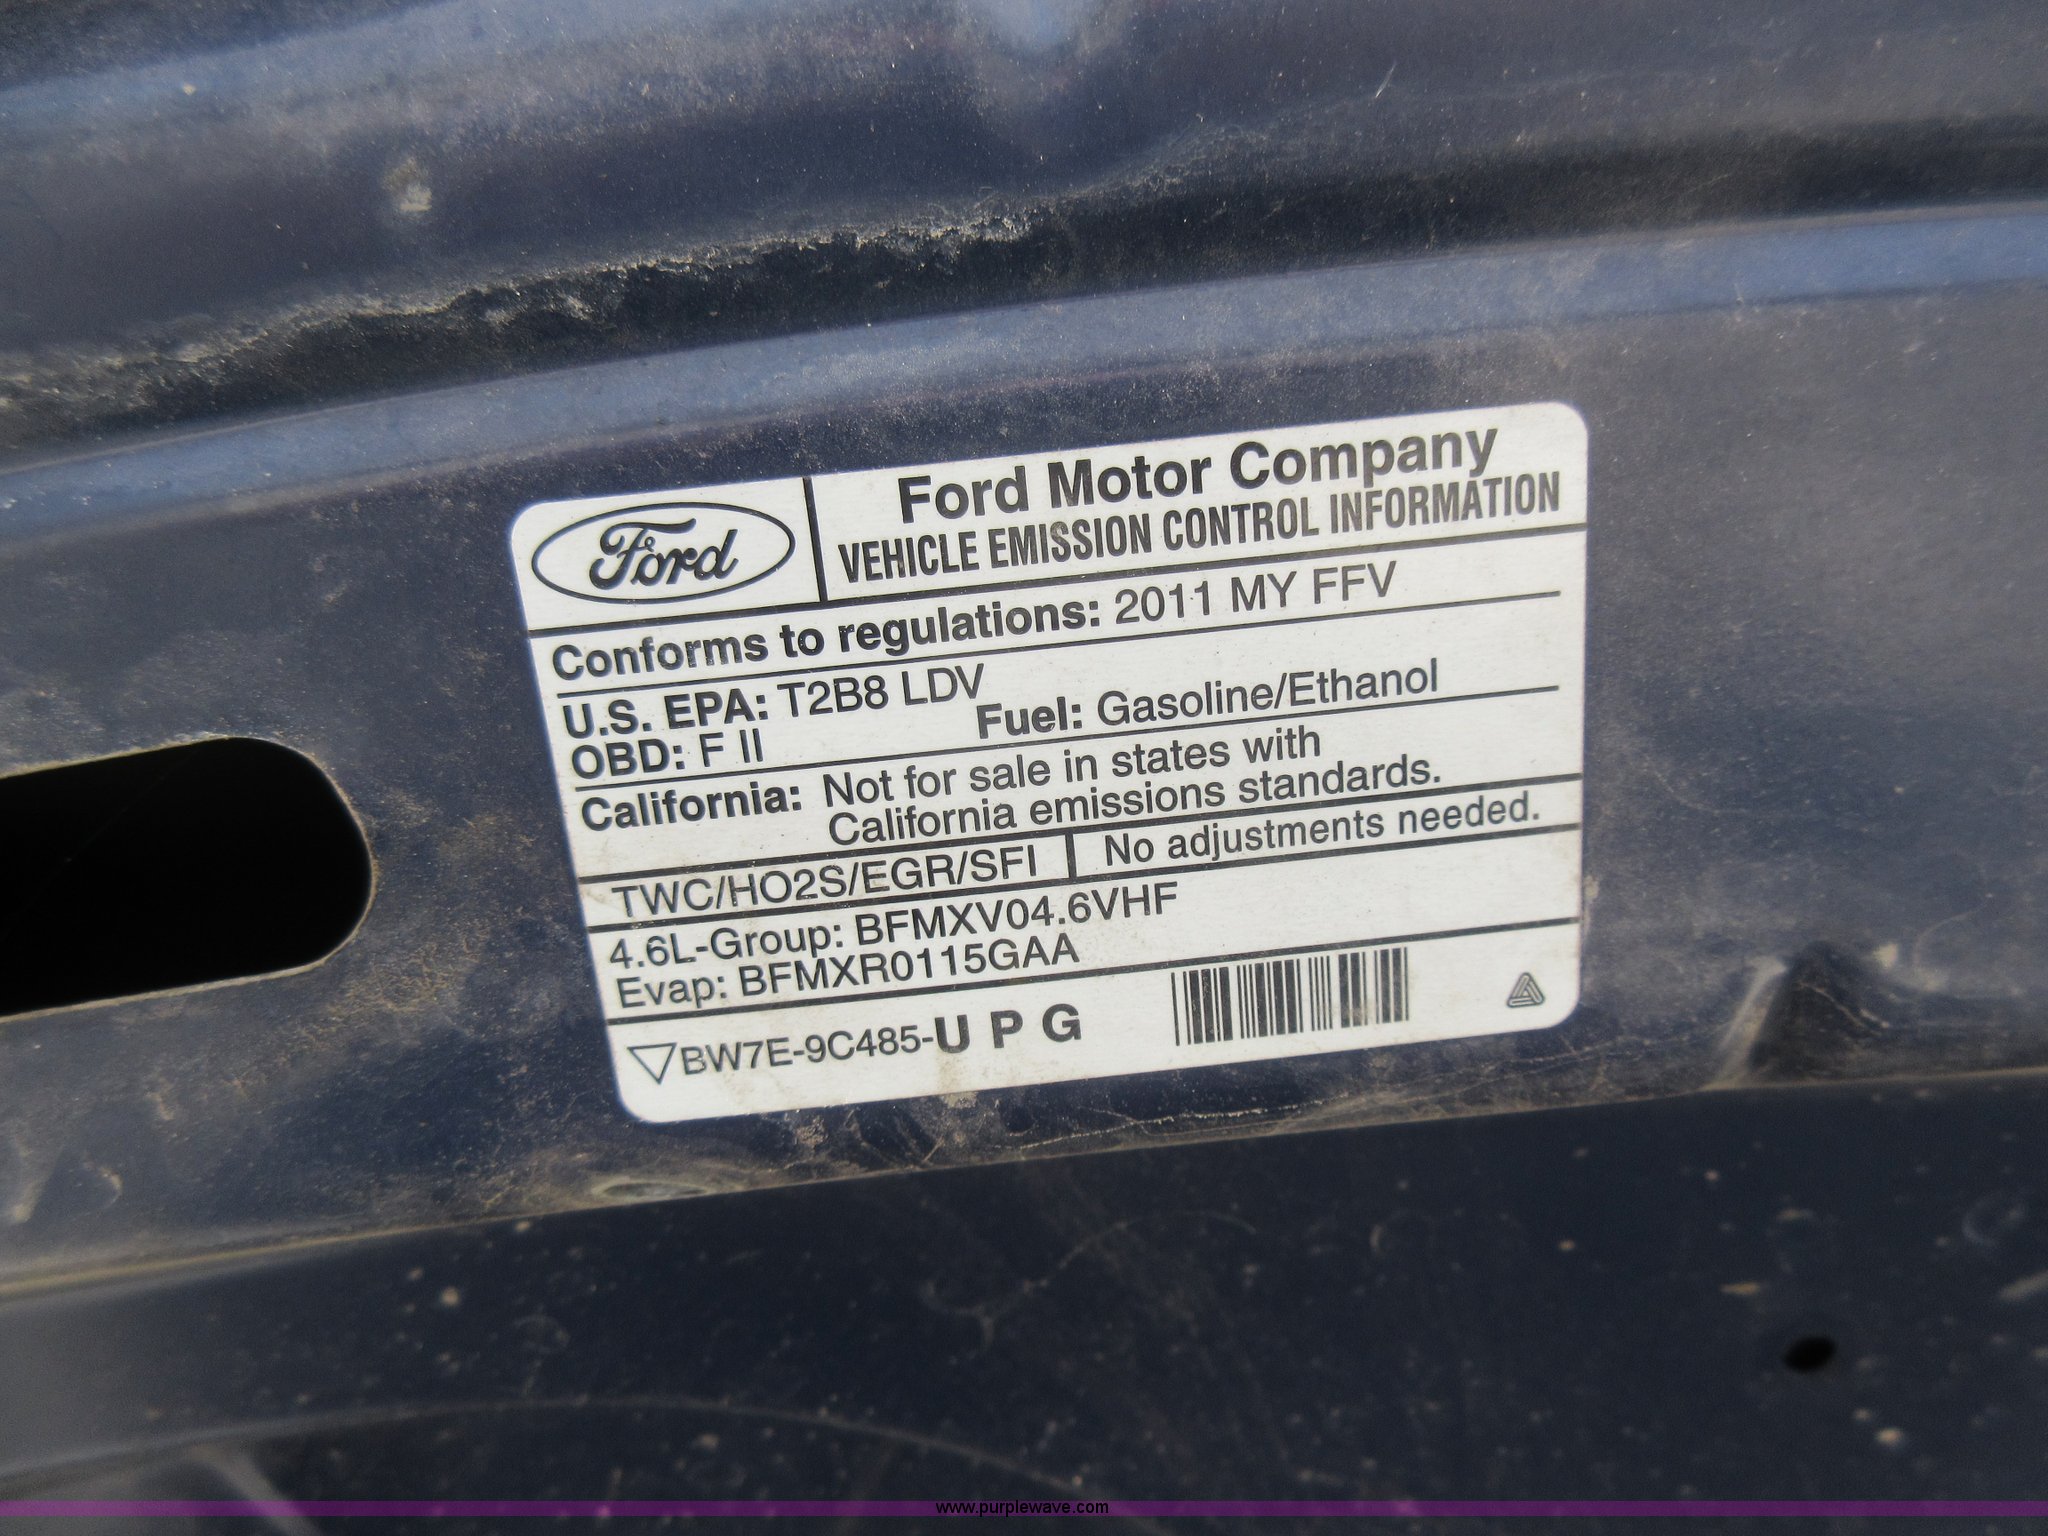 Ford
Ford Motor Company
VEHICLE EMISSION CONTROL INFORMATION
Conforms to regulations: 2011 MY FFV
U.S. EPA: T2B8 LDV
OBD: F II
Fuel: Gasoline/Ethanol
California: Not for sale in states with
California emissions standards.
TWC/HO2S/EGR/SFI
No adjustments needed.
4.6L-Group: BFMXV04.6VHF
Evap: BFMXR0115GAA
BW7E-9C485-U P G
www.purplewave.com